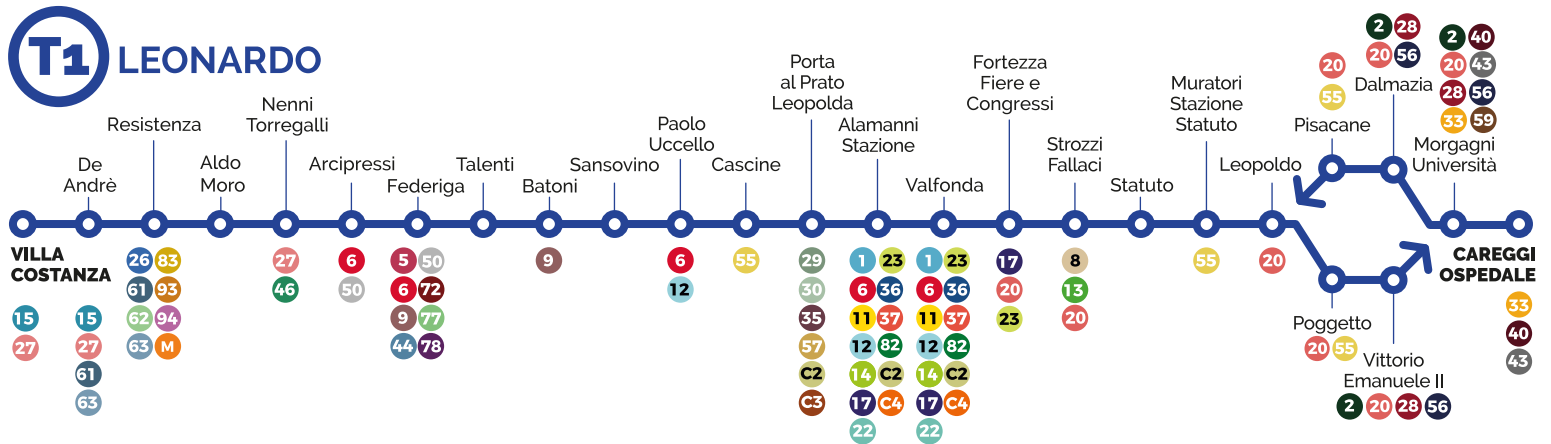 T1 LEONARDO
VILLA
COSTANZA
15
27
De
Andrè
15
27
61
63
Resistenza
26 83
61 93
62 94
63 M
Aldo
Moro
Nenni
Torregalli
27
46
Arcipressi
6
50
Federiga
5 50
6 72
9 77
44 78
Talenti
Batoni
9
Sansovino
Paolo
Uccello
6
12
Cascine
55
Porta
al Prato
Leopolda
29
30
35
57
C2
C3
Alamanni
Stazione
1 23
6 36
11 37
12 82
14 C2
17 C4
22
Valfonda
1 23
6 36
11 37
12 82
14 C2
17 C4
22
Fortezza
Fiere e
Congressi
17
20
23
Strozzi
Fallaci
8
13
20
Statuto
Muratori
Stazione
Statuto
55
Leopoldo
20
20
55
Pisacane
2 28
20 56
Dalmazia
Poggetto
20 55
Vittorio
Emanuele II
2 20 28 56
2 40
20 43
28 56
33 59
Morgagni
Università
CAREGGI
OSPEDALE
33
40
43